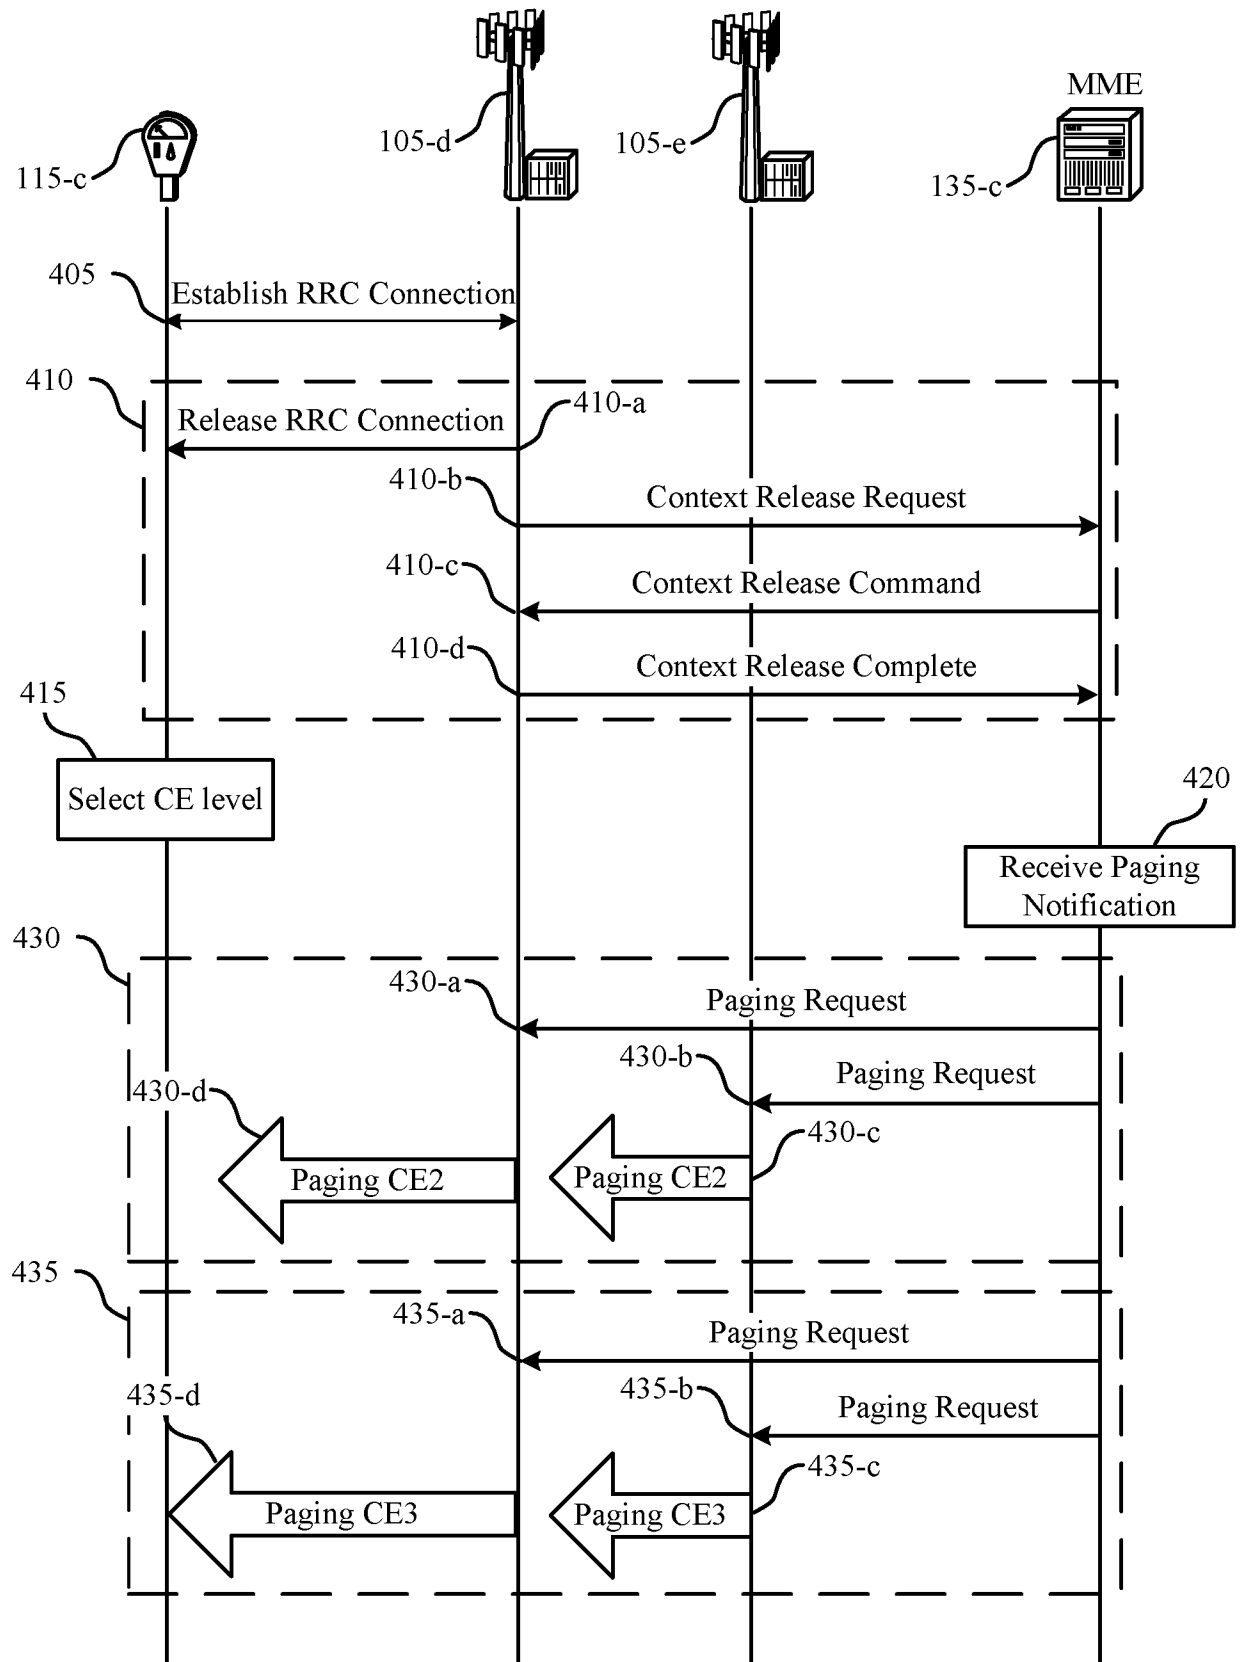 MME
105-d
105-e
115-c
135-c
405
Establish RRC Connection
410
410-a
Release RRC Connection
410-b
Context Release Request
410-c
Context Release Command
410-d
Context Release Complete
415
Select CE level
420
Receive Paging
Notification
430
430-a
Paging Request
430-b
Paging Request
430-d
430-c
Paging CE2
Paging CE2
435
435-a
Paging Request
435-b
Paging Request
435-d
435-c
Paging CE3
Paging CE3